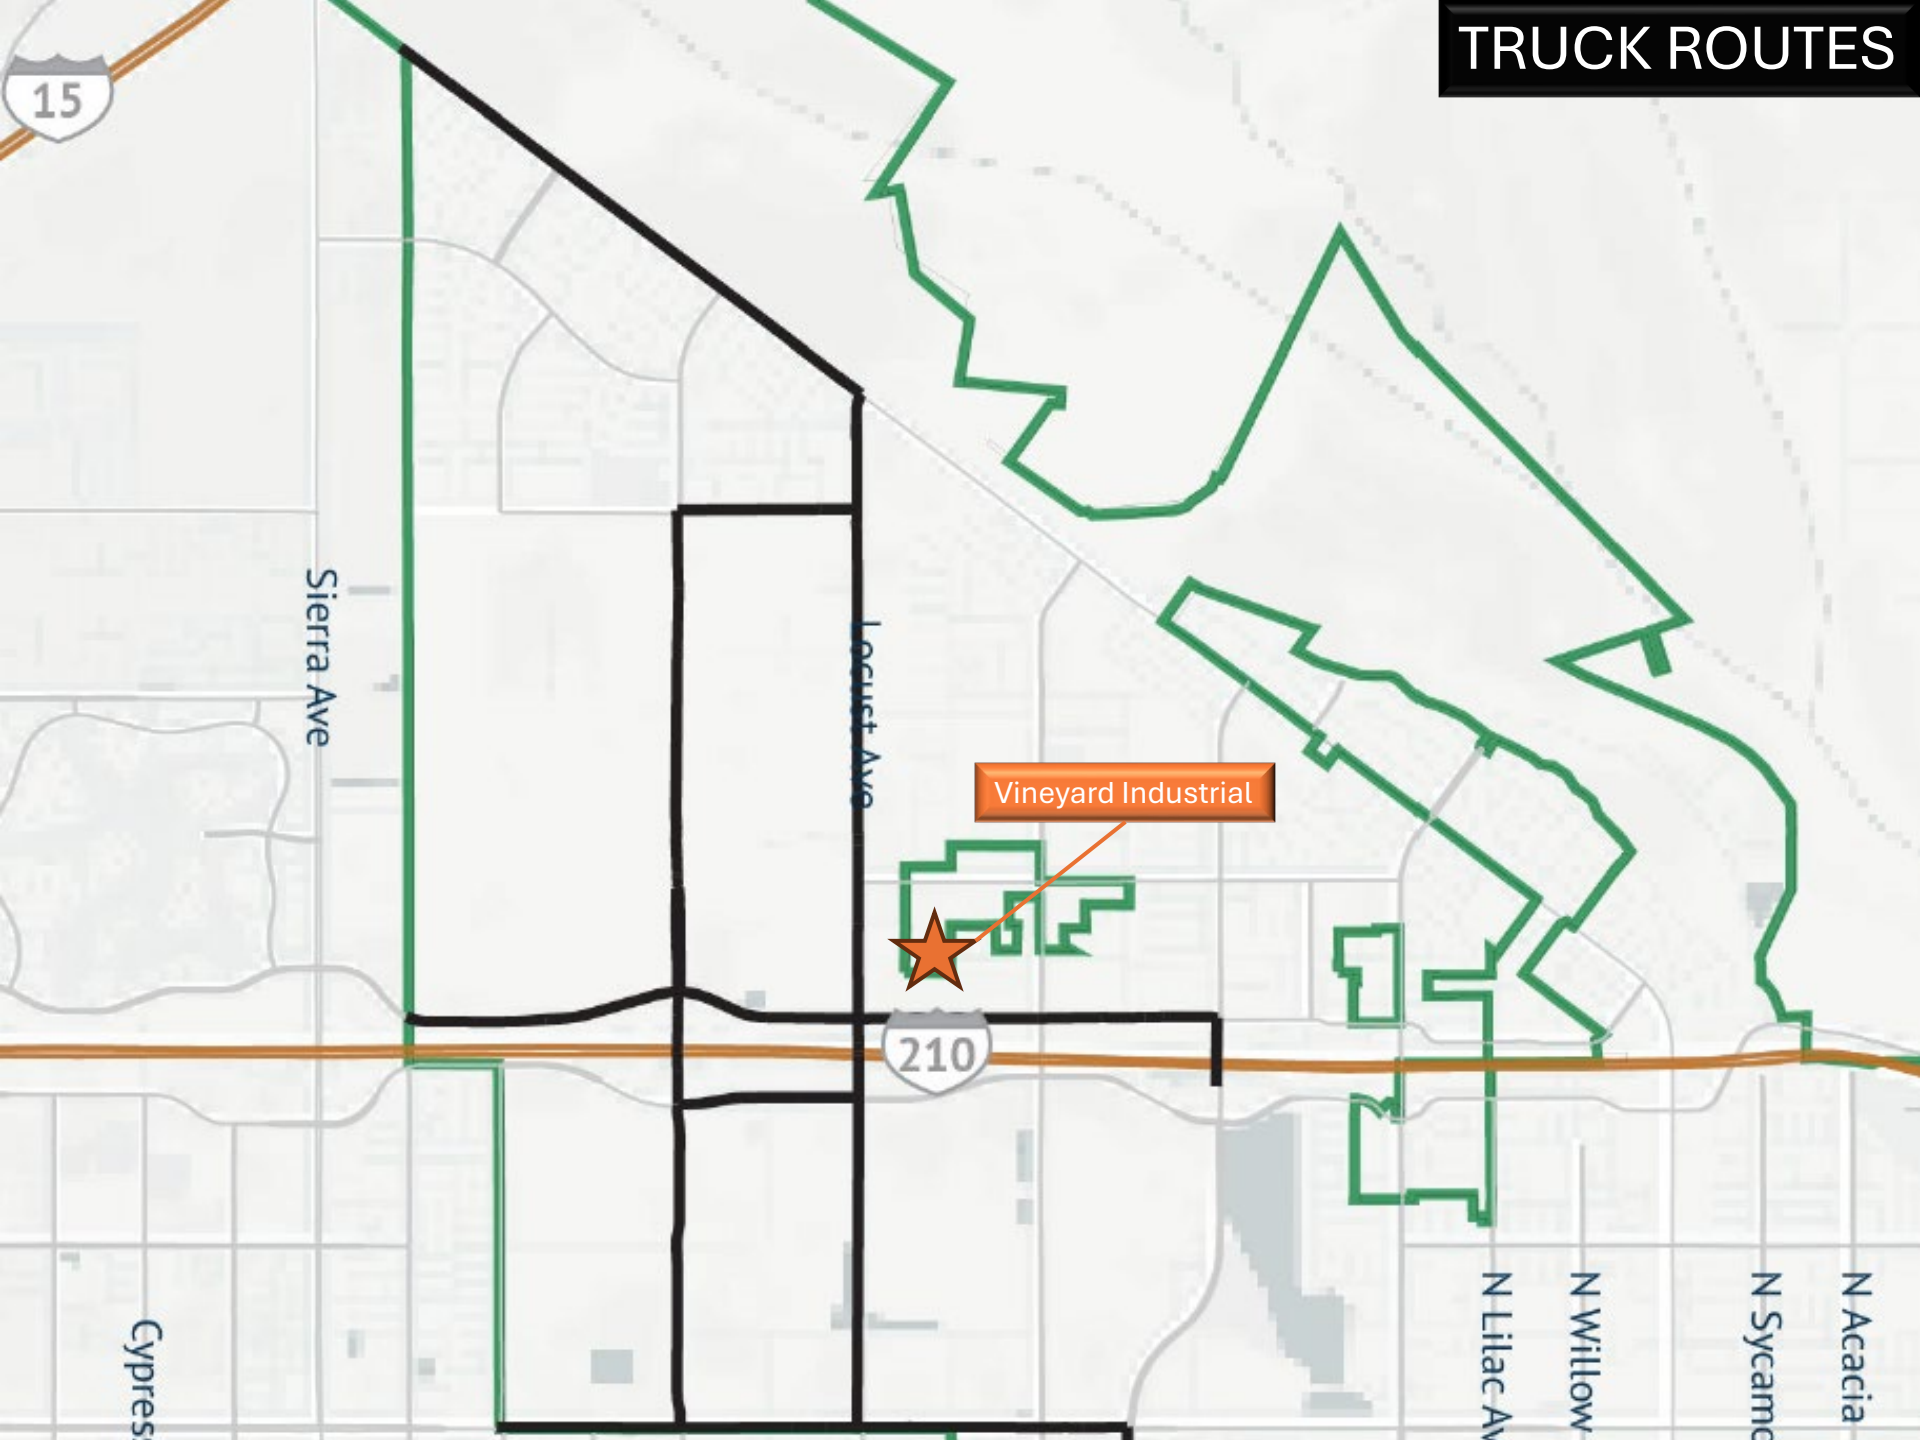 TRUCK ROUTES
15
Sierra Ave
Locust Ave
Vineyard Industrial
210
Cypres
N Lilac Av
N Willow
N Sycamo
N Acacia